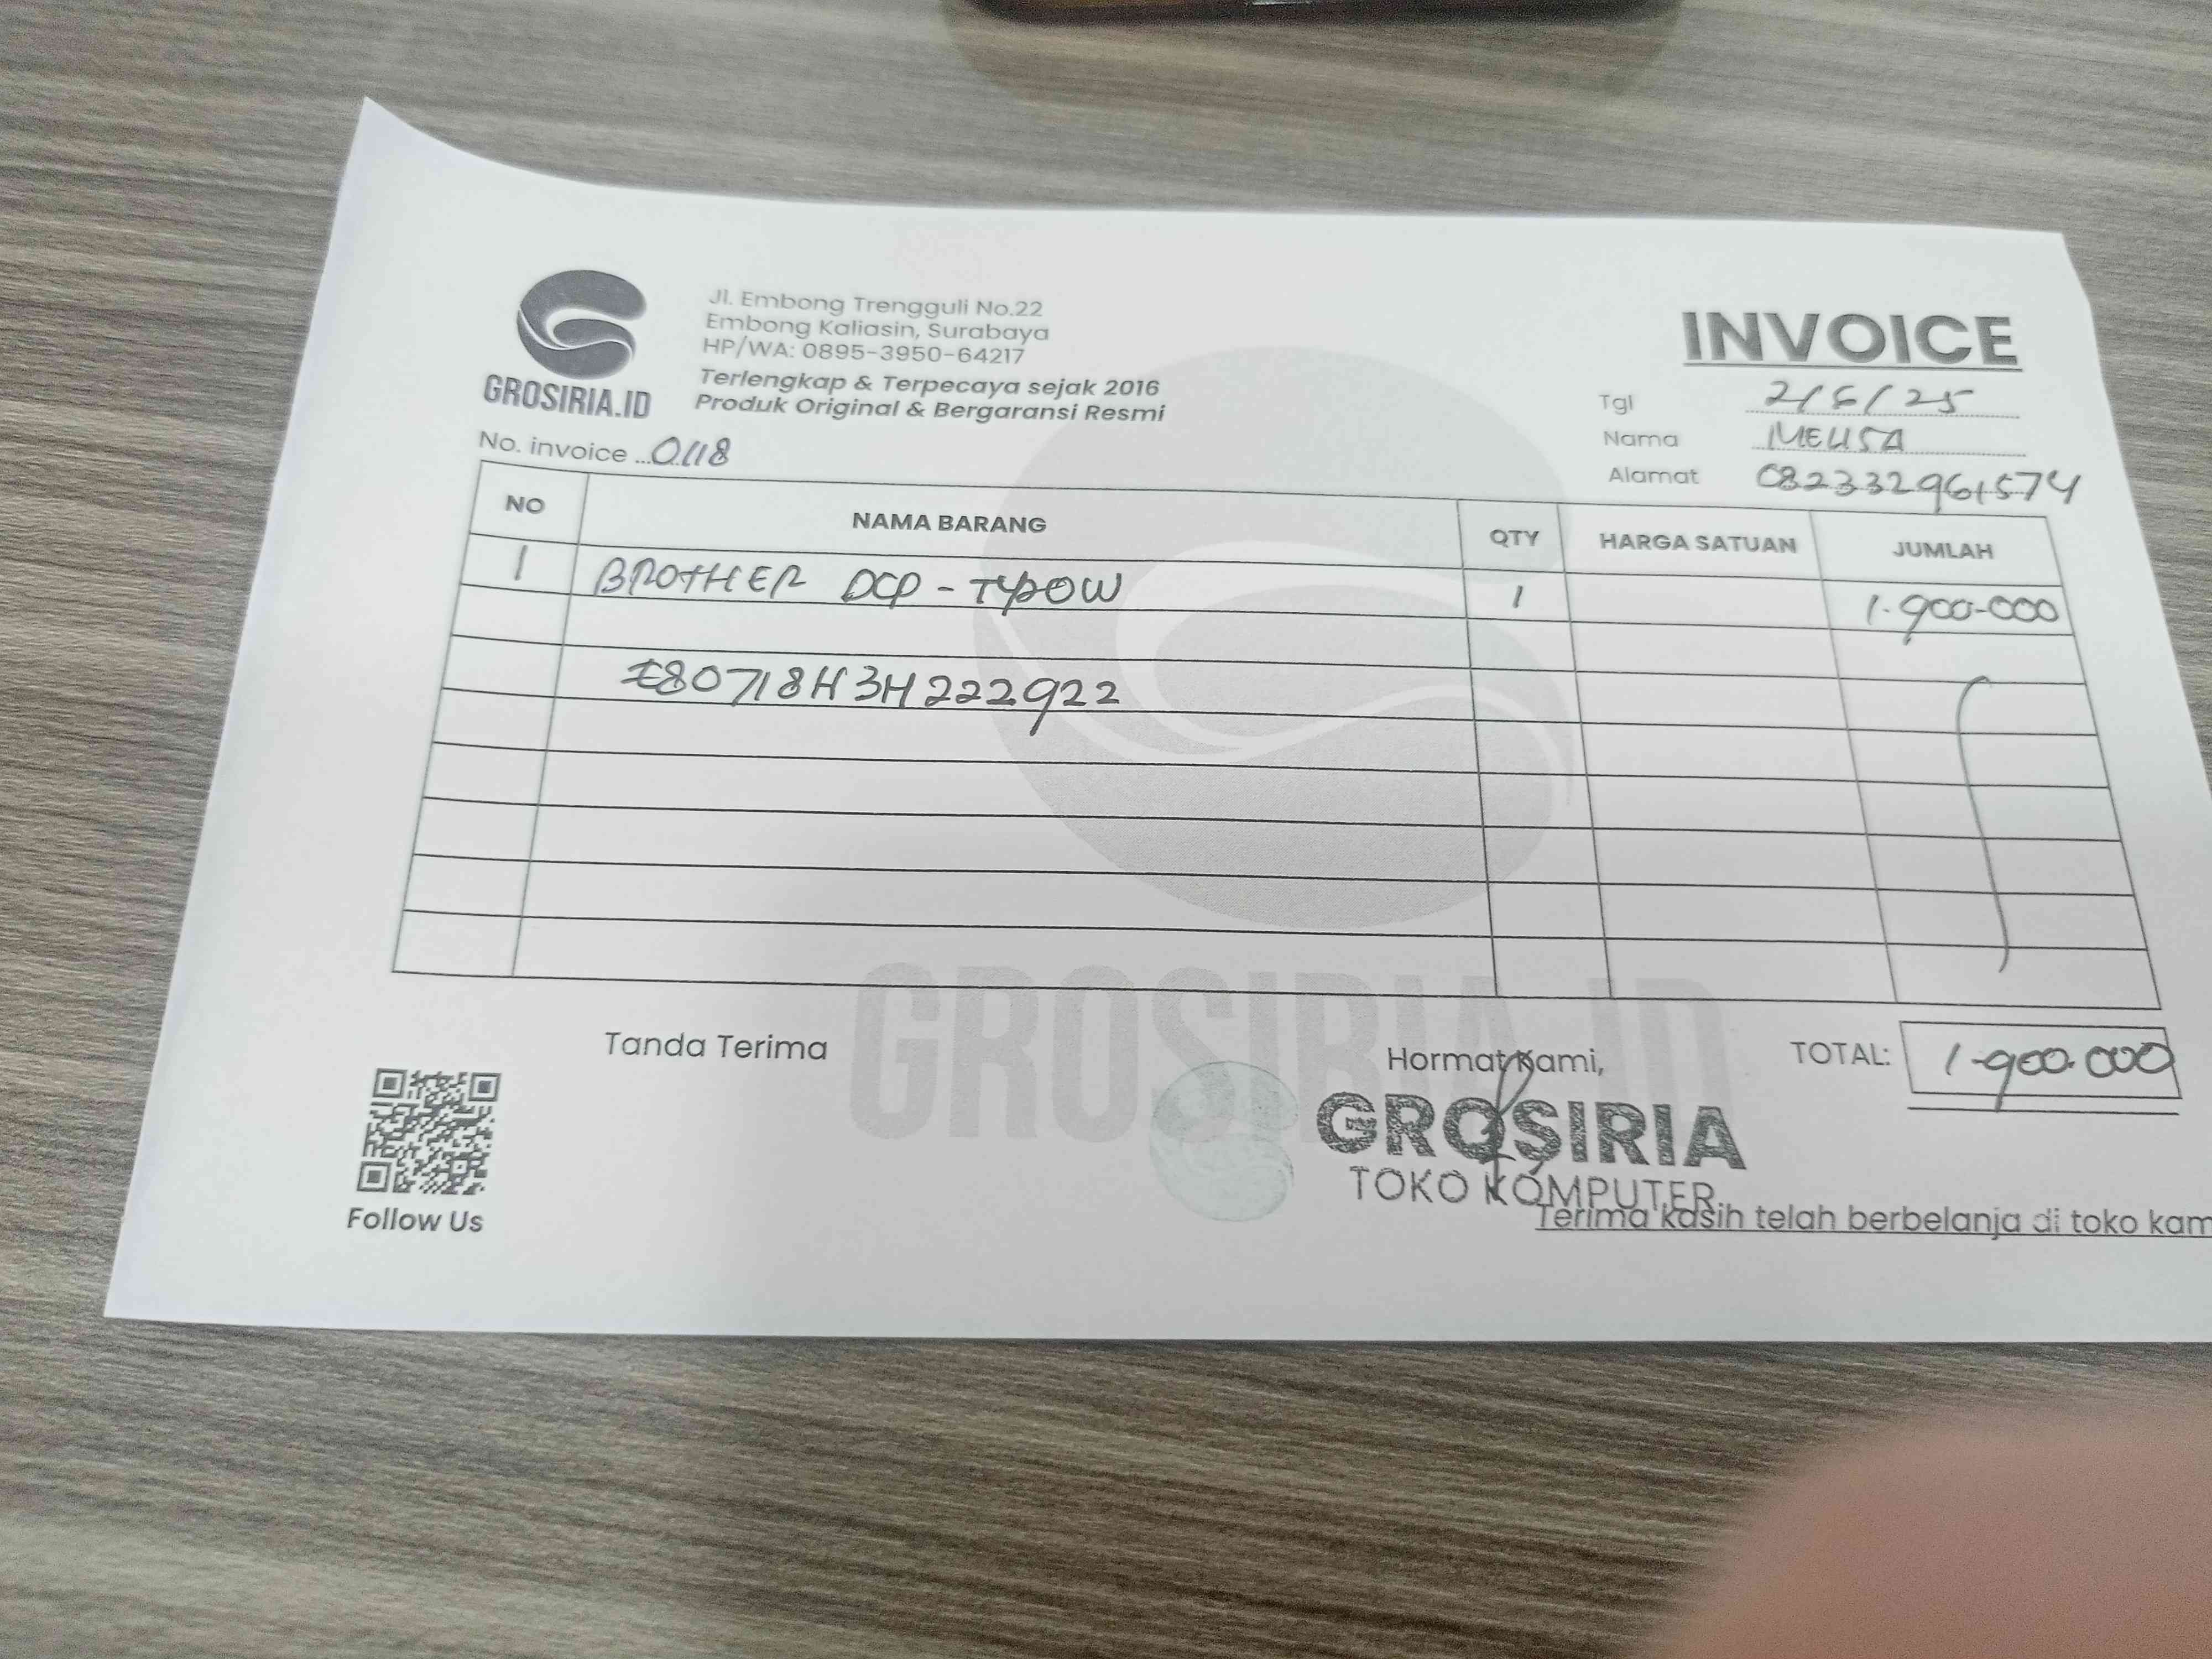 GROSIRIA.ID
Jl. Embong Trengguli No.22
Embong Kaliasin, Surabaya
HP/WA: 0895-3950-64217
Terlengkap & Terpecaya sejak 2016
Produk Original & Bergaransi Resmi
INVOICE
Tgl 2/6/25
Nama MELISA
Alamat 082332961574
No. invoice 0118
NO NAMA BARANG QTY HARGA SATUAN JUMLAH
1 BROTHER DCP - 1 1.900.000
E80718H3H222922
GROSIRIA.ID
Tanda Terima
Hormat Kami,
TOTAL: 1.900.000
GROSIRIA
TOKO KOMPUTER
Terima kasih telah berbelanja di toko kam
Follow Us